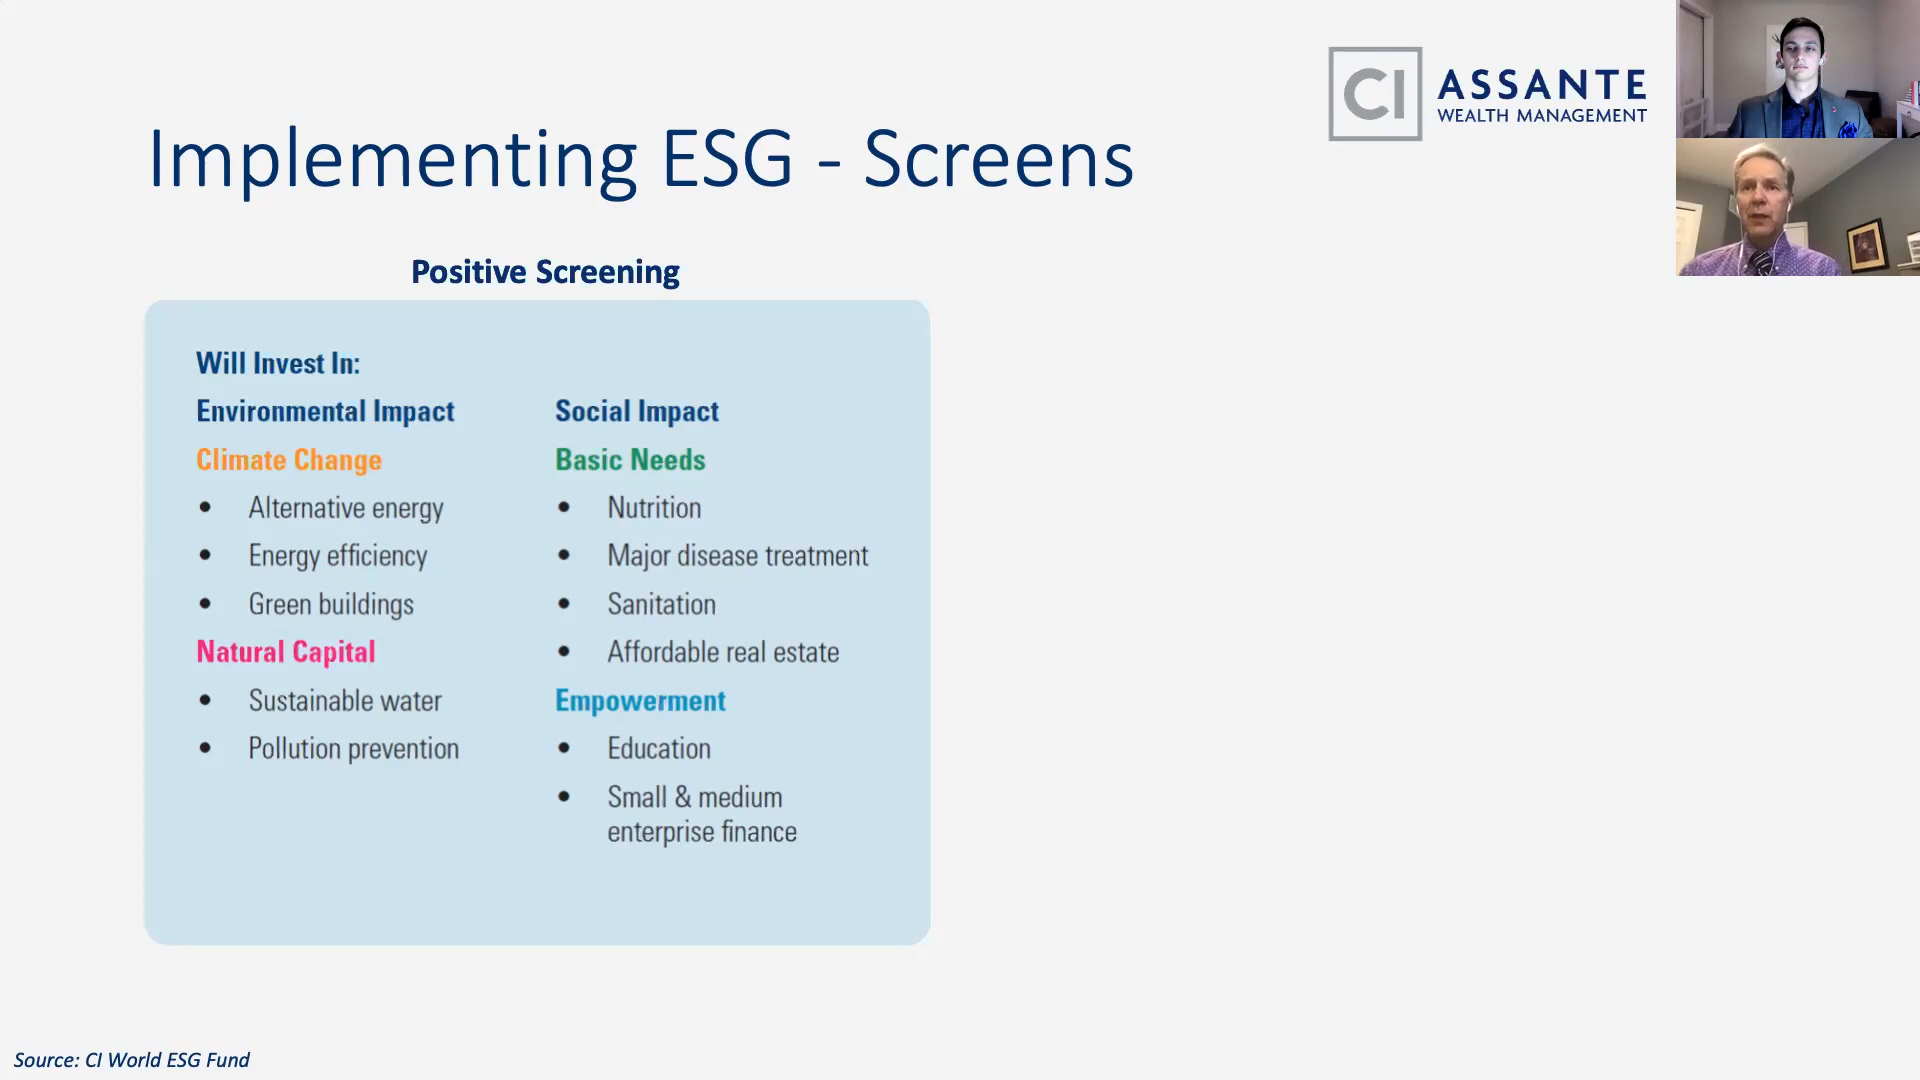 CI ASSANTE
WEALTH MANAGEMENT
Implementing ESG - Screens
Positive Screening
Will Invest In:
Environmental Impact
Climate Change
• Alternative energy
• Energy efficiency
• Green buildings
Natural Capital
• Sustainable water
• Pollution prevention
Social Impact
Basic Needs
• Nutrition
• Major disease treatment
• Sanitation
• Affordable real estate
Empowerment
• Education
• Small & medium
enterprise finance
Source: CI World ESG Fund